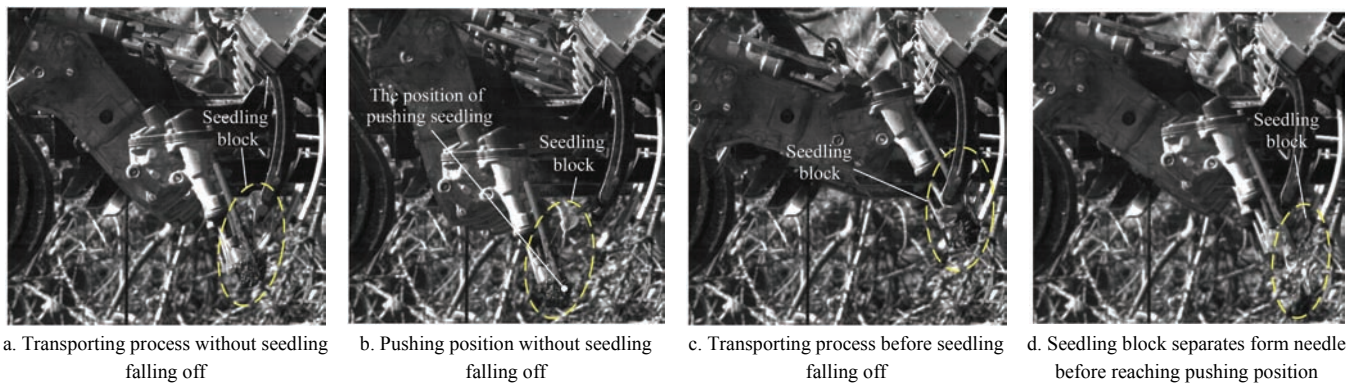 Seedling
block
The position of
pushing seedling
Seedling
block
Seedling
block
Seedling
block
a. Transporting process without seedling
falling off
b. Pushing position without seedling
falling off
c. Transporting process before seedling
falling off
d. Seedling block separates form needle
before reaching pushing position